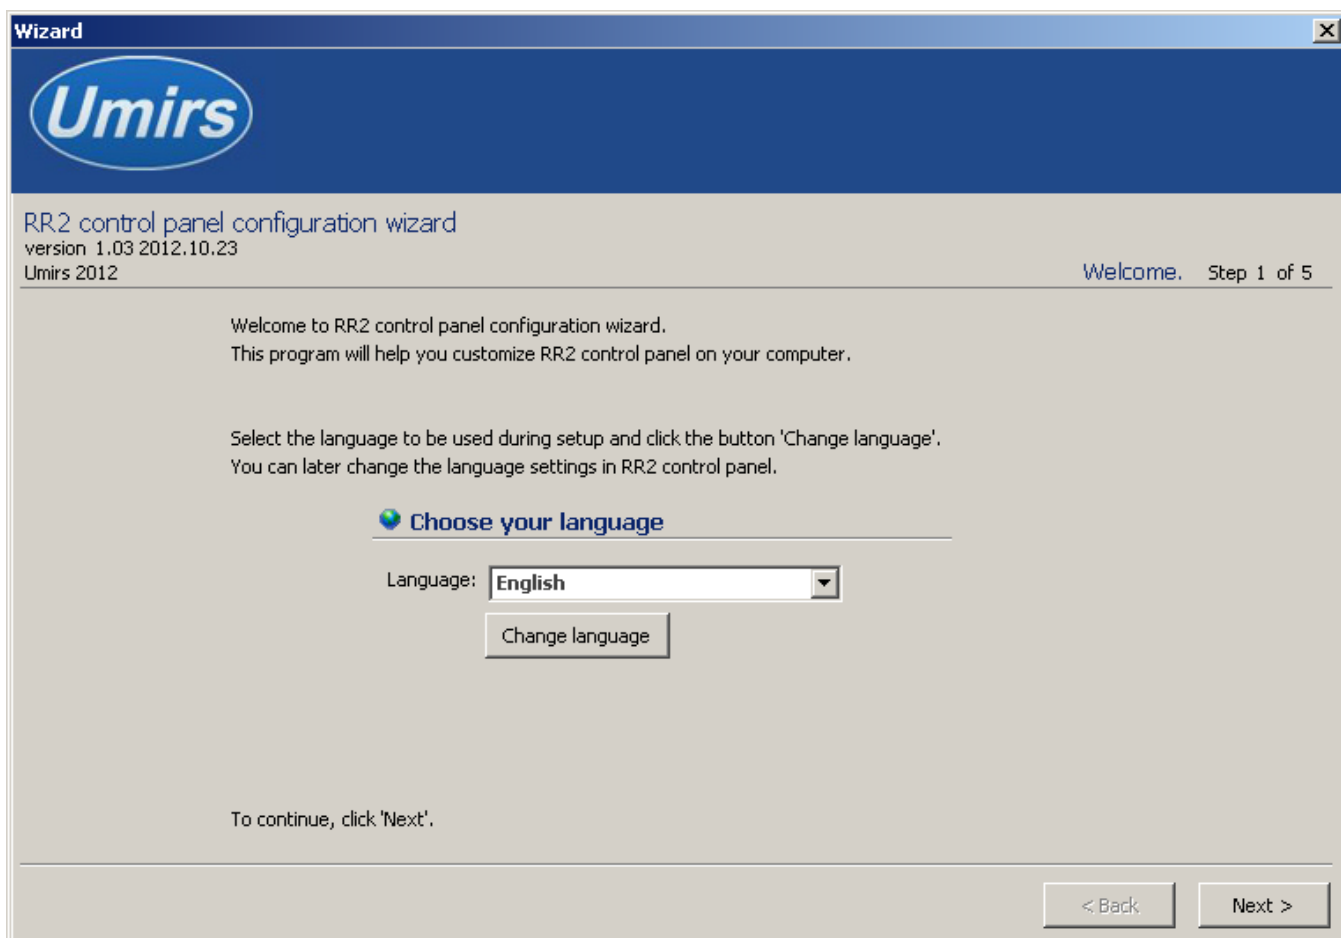 Wizard
Umirs
RR2 control panel configuration wizard
version 1.03 2012.10.23
Umirs 2012
Welcome. Step 1 of 5
Welcome to RR2 control panel configuration wizard.
This program will help you customize RR2 control panel on your computer.
Select the language to be used during setup and click the button 'Change language'.
You can later change the language settings in RR2 control panel.
Choose your language
Language: English
Change language
To continue, click 'Next'.
< Back Next >